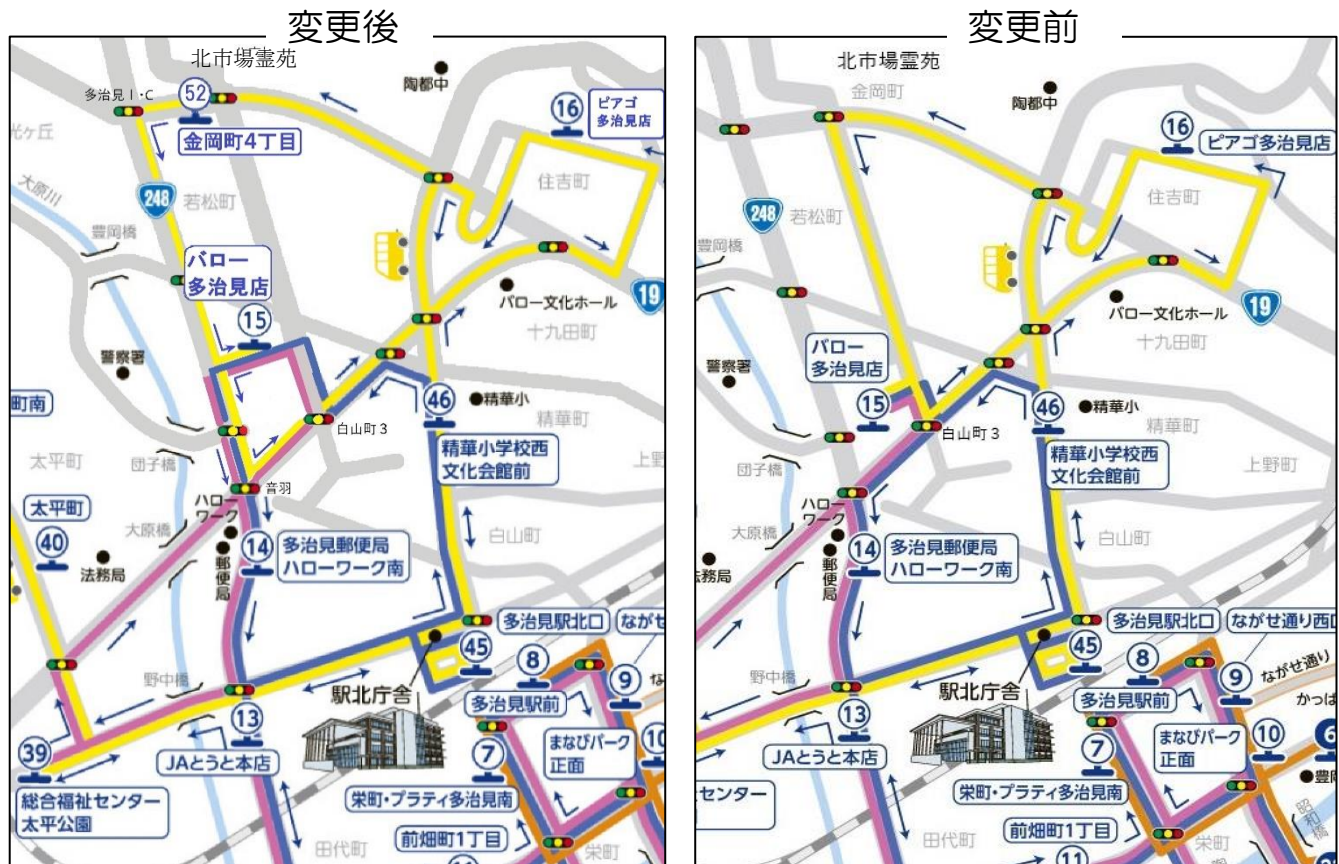 変更後
北市場霊苑
多治見I・C
52
陶都中
16
ピアゴ
多治見店
金岡町4丁目
光ヶ丘
住吉町
大原川
248
若松町
豊岡橋
バロー
多治見店
バロー文化ホール
19
十九田町
15
警察署
46
精華小
町南
白山町3
精華町
太平町
団子橋
精華小学校西
文化会館前
上野
音羽
太平町
ハロー
ワーク
40
大原橋
14
多治見郵便局
ハローワーク南
白山町
法務局
郵便局
多治見駅北口
ながせ
45
8
野中橋
駅北庁舎
9
な
多治見駅前
13
39
まなびパーク
正面
10
7
JAとうと本店
総合福祉センター
太平公園
栄町・プラティ多治見南
前畑町1丁目
田代町
栄町
11
変更前
北市場霊苑
金岡町
陶都中
16
ピアゴ多治見店
住吉町
248
若松町
豊岡橋
バロー文化ホール
19
十九田町
バロー
多治見店
警察署
15
46
精華小
白山町3
精華町
団子橋
精華小学校西
文化会館前
上野町
ハロー
ワーク
大原橋
14
多治見郵便局
ハローワーク南
白山町
法務局
郵便局
多治見駅北口
ながせ通り西口
45
8
ながせ通り
野中橋
駅北庁舎
9
かっぱ
多治見駅前
13
まなびパーク
正面
10
6
7
JAとうと本店
豊岡
センター
栄町・プラティ多治見南
昭和橋
前畑町1丁目
田代町
栄町
11